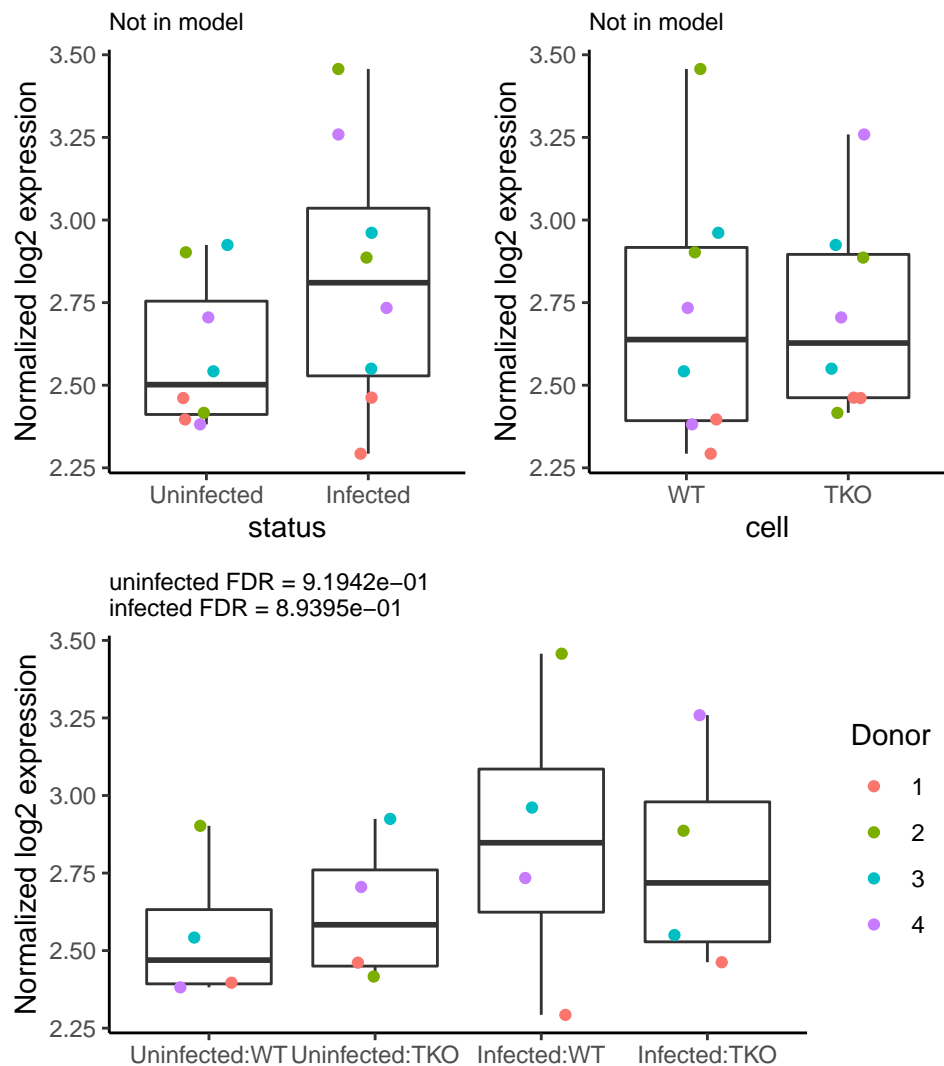 Not in model
Normalized log2 expression
3.50
3.25
3.00
2.75
2.50
2.25
Uninfected Infected
status
Not in model
Normalized log2 expression
3.50
3.25
3.00
2.75
2.50
2.25
WT TKO
cell
uninfected FDR = 9.1942e−01
infected FDR = 8.9395e−01
Normalized log2 expression
3.50
3.25
3.00
2.75
2.50
2.25
Uninfected:WT Uninfected:TKO Infected:WT Infected:TKO
Donor
1
2
3
4